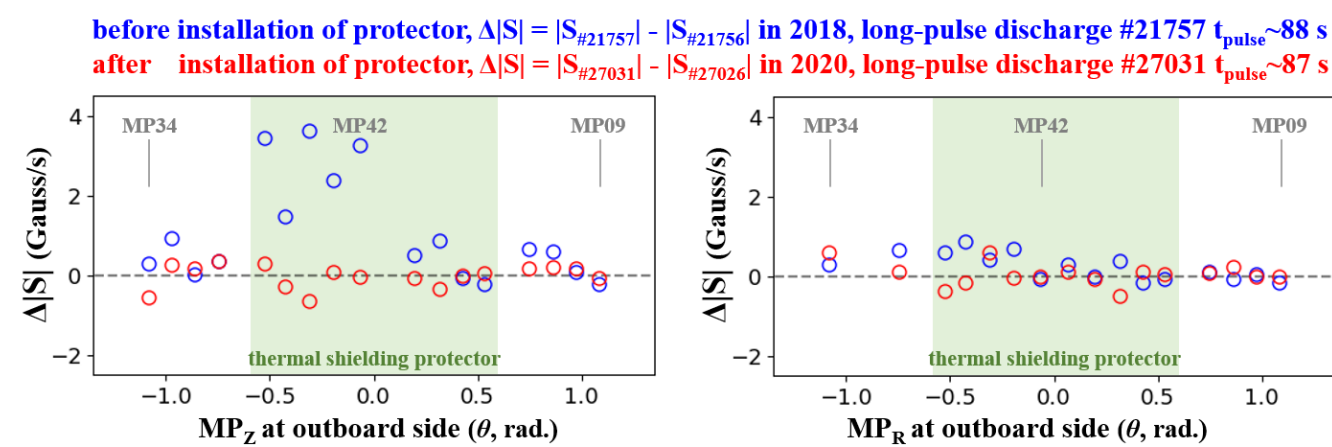 before installation of protector, Δ|S| = |S#21757| - |S#21756| in 2018, long-pulse discharge #21757 tpulse~88 s
after installation of protector, Δ|S| = |S#27031| - |S#27026| in 2020, long-pulse discharge #27031 tpulse~87 s
MP34 MP42 MP09
4
2
0
−2
Δ|S| (Gauss/s)
thermal shielding protector
−1.0 −0.5 0.0 0.5 1.0
MPZ at outboard side (θ, rad.)
MP34 MP42 MP09
4
2
0
−2
Δ|S| (Gauss/s)
thermal shielding protector
−1.0 −0.5 0.0 0.5 1.0
MPR at outboard side (θ, rad.)